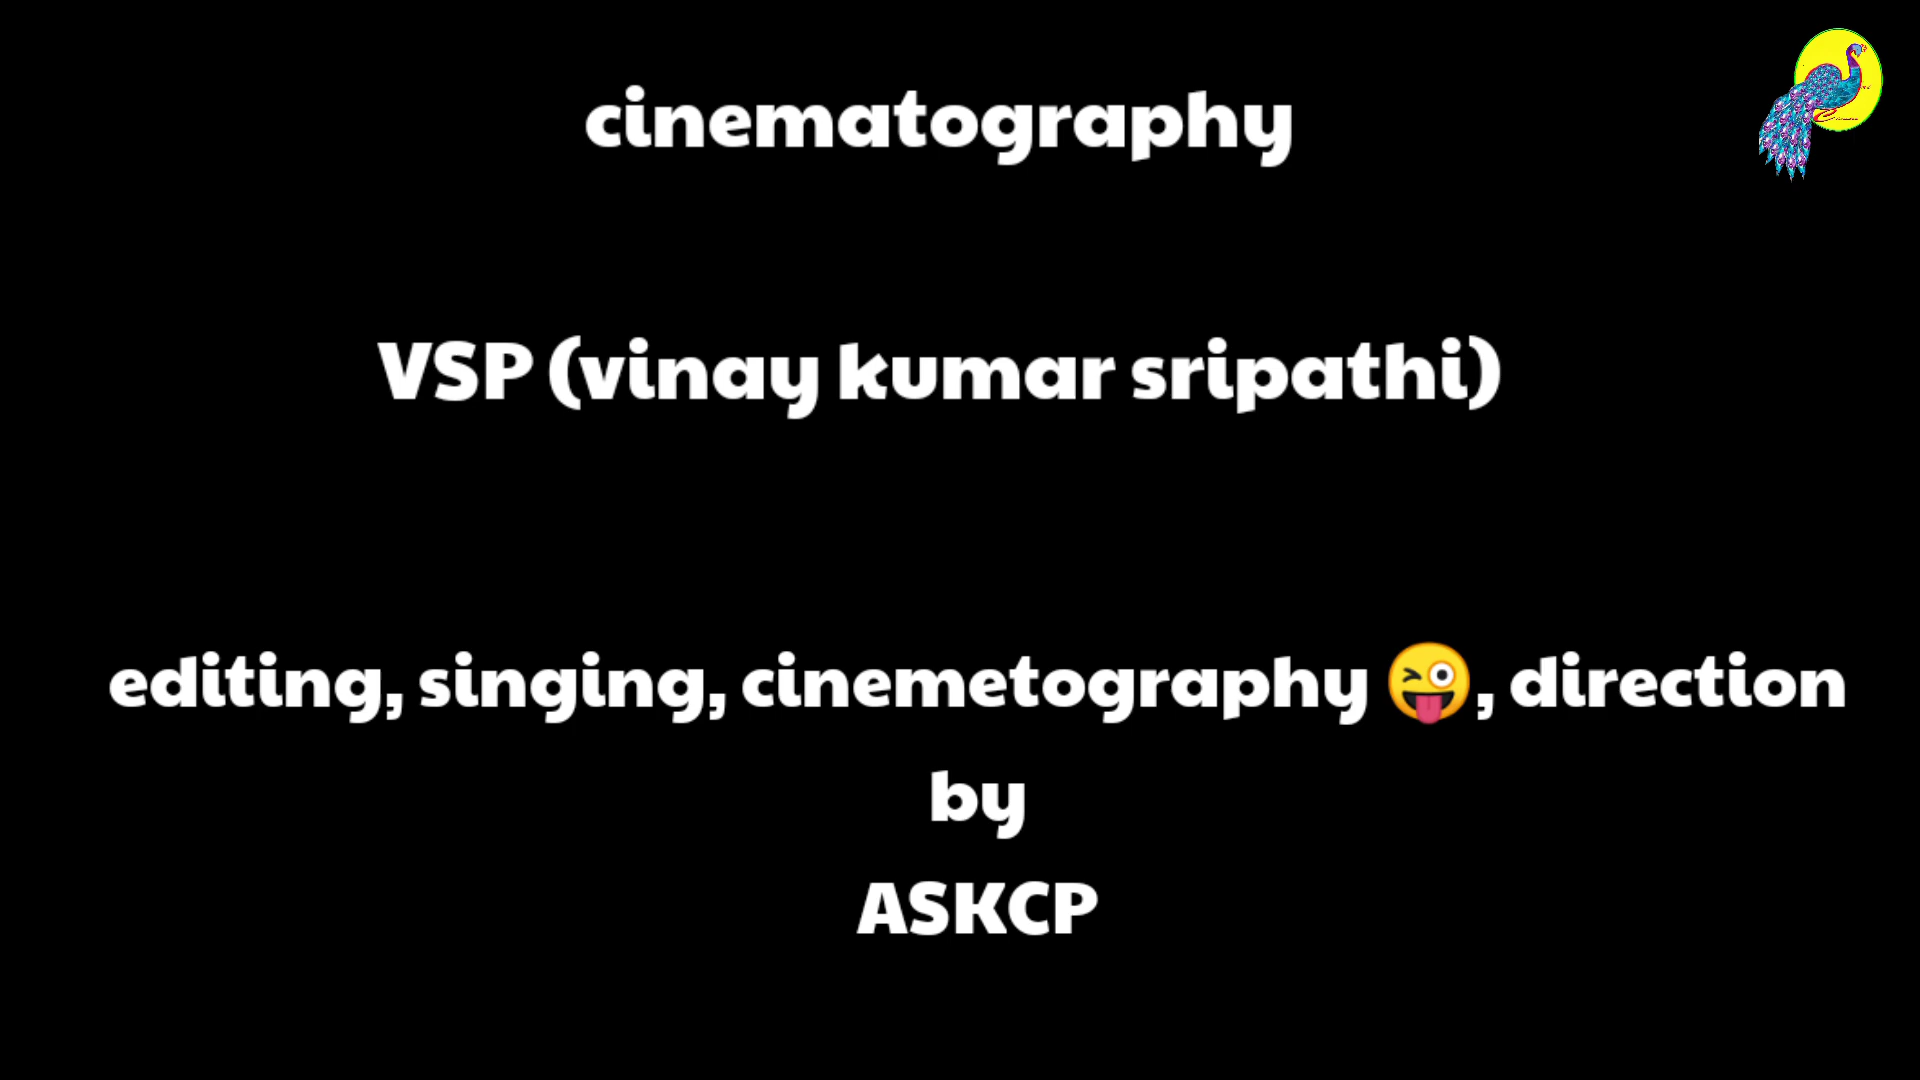 cinematography
VSP (vinay kumar sripathi)
editing, singing, cinemetography 😜, direction
by
ASKCP